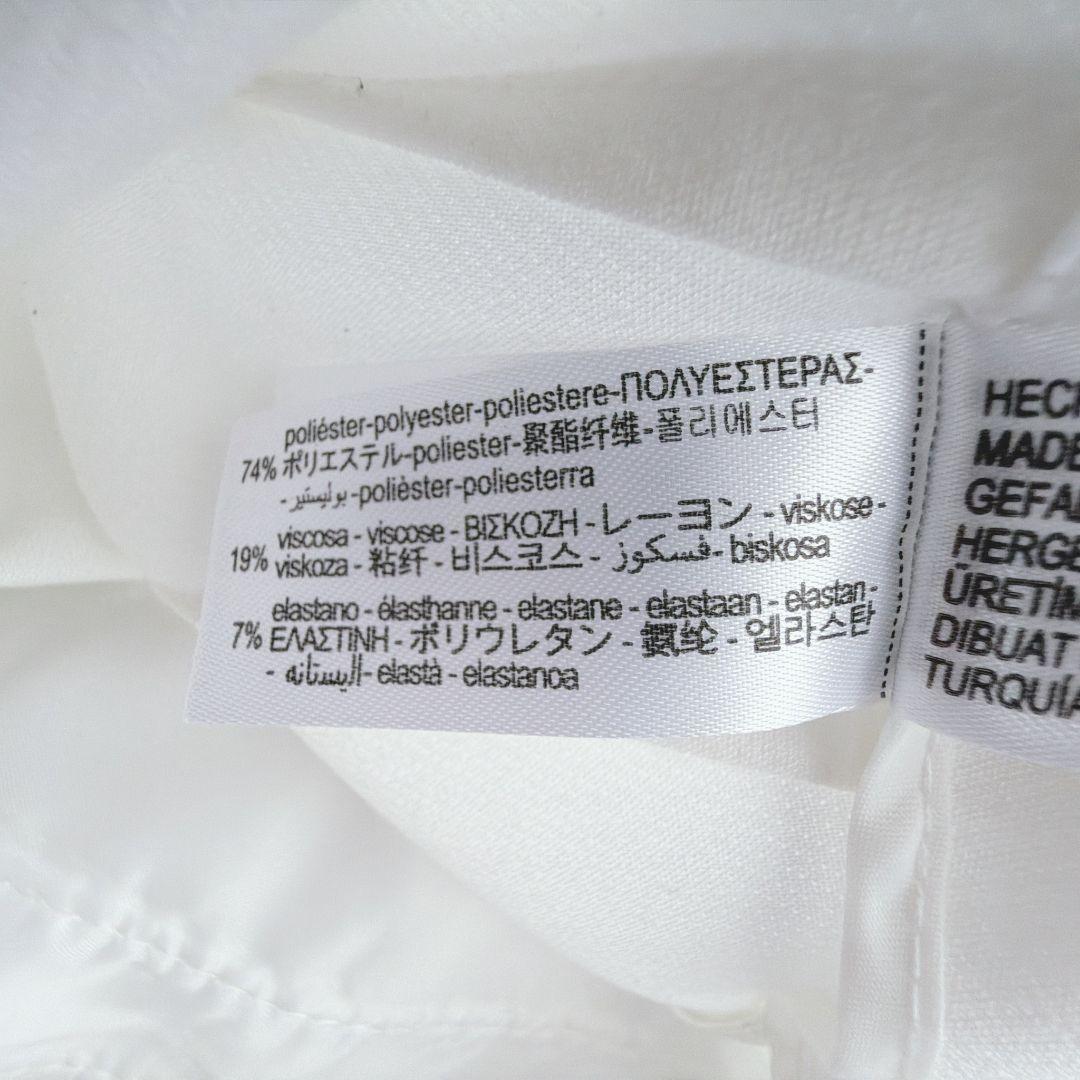 poliéster-polyester-poliestere-ΠΟΛΥΕΣΤΕΡΑΣ-
74% ポリエステル-poliester-聚酯纤维-폴리에스터
- بوليستير -polièster-poliesterra
viscosa - viscose - ΒΙΣΚΟΖΗ - レーヨン - viskose -
19% viskoza - 粘纤 - 비스코스 - فسكوز - biskosa
elastano - élasthanne - elastane - elastaan - elastan -
7% ΕΛΑΣΤΙΝΗ - ポリウレタン - 氨纶 - 엘라스탄
- اليستانه - elastà - elastanoa
HECH
MADE
GEFA
HERGE
ÜRETİM
DIBUAT
TURQUÍA